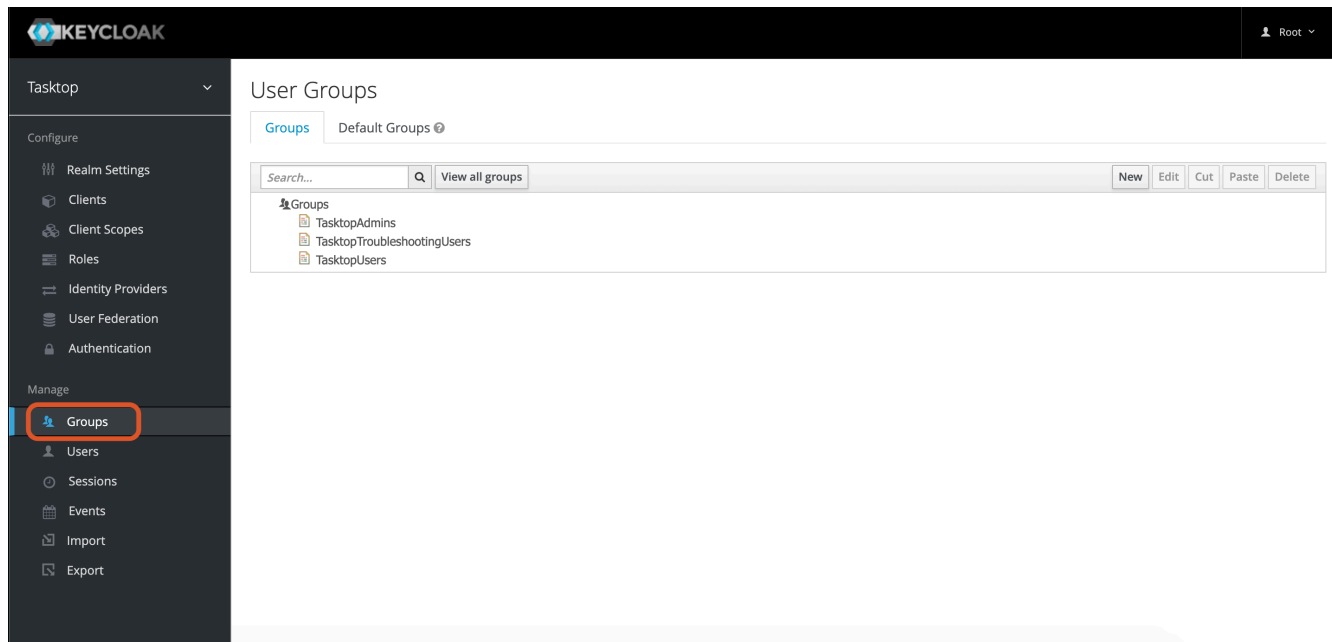 KEYCLOAK
Root
Tasktop
Configure
Realm Settings
Clients
Client Scopes
Roles
Identity Providers
User Federation
Authentication
Manage
Groups
Users
Sessions
Events
Import
Export
User Groups
Groups Default Groups
Search... View all groups New Edit Cut Paste Delete
Groups
TasktopAdmins
TasktopTroubleshootingUsers
TasktopUsers